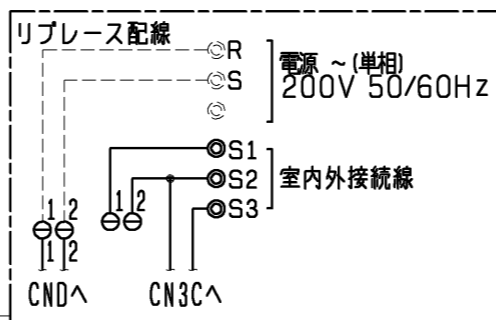 リプレース配線
R
S
電源 ~ (単相)
200V 50/60Hz
S1
S2
S3
室内外接続線
1 2
1 2
1 2
CNDへ
CN3Cへ